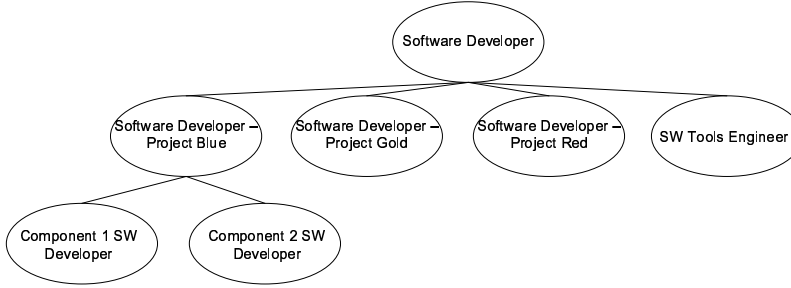 Software Developer
Software Developer –
Project Blue
Software Developer –
Project Gold
Software Developer –
Project Red
SW Tools Engineer
Component 1 SW
Developer
Component 2 SW
Developer